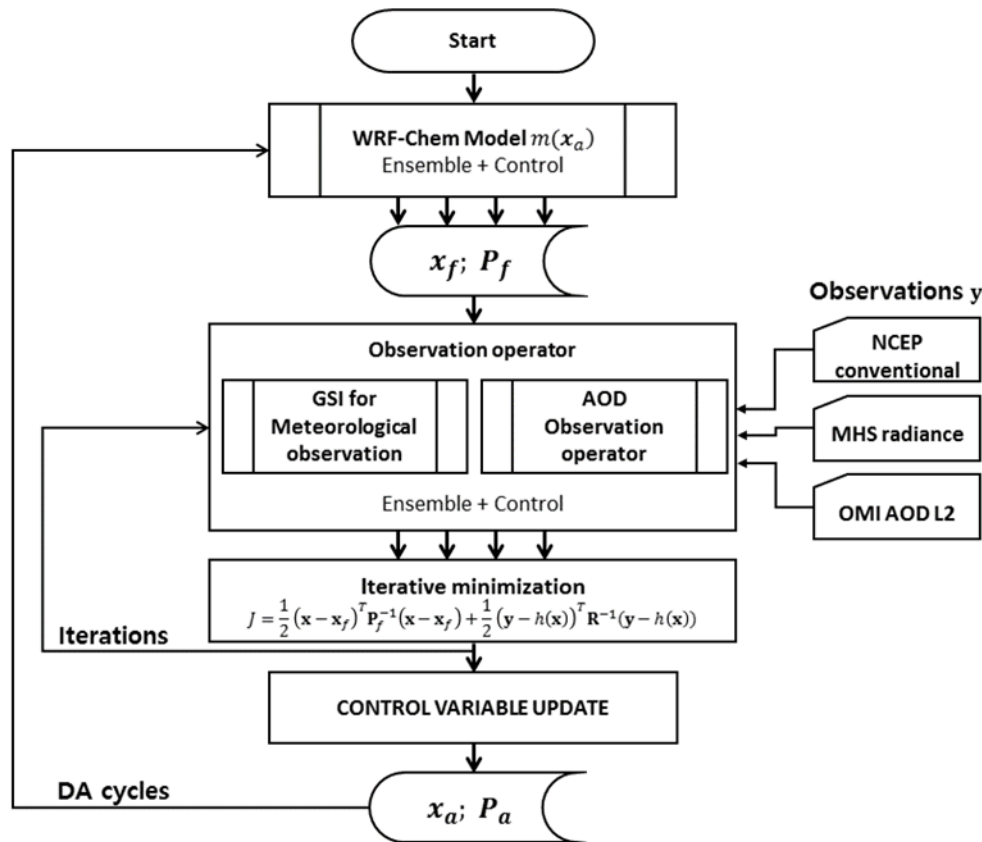 Start
WRF-Chem Model m(x_a)
Ensemble + Control
x_f; P_f
Observations y
Observation operator
GSI for
Meteorological
observation
AOD
Observation
operator
Ensemble + Control
NCEP
conventional
MHS radiance
OMI AOD L2
Iterative minimization
J = \frac{1}{2}(x − x_f)^T P_f^{-1}(x − x_f) + \frac{1}{2}(y − h(x))^T R^{-1}(y − h(x))
Iterations
CONTROL VARIABLE UPDATE
DA cycles
x_a; P_a